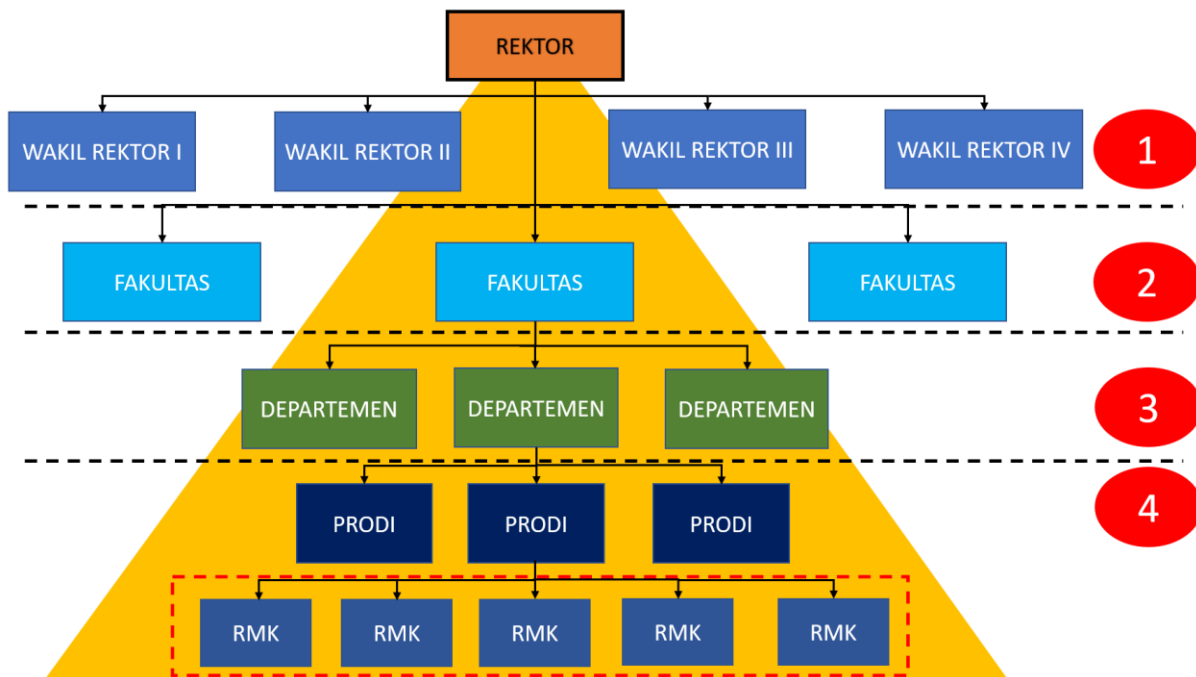 REKTOR
WAKIL REKTOR I
WAKIL REKTOR II
WAKIL REKTOR III
WAKIL REKTOR IV
1
FAKULTAS
FAKULTAS
FAKULTAS
2
DEPARTEMEN
DEPARTEMEN
DEPARTEMEN
3
PRODI
PRODI
PRODI
4
RMK
RMK
RMK
RMK
RMK